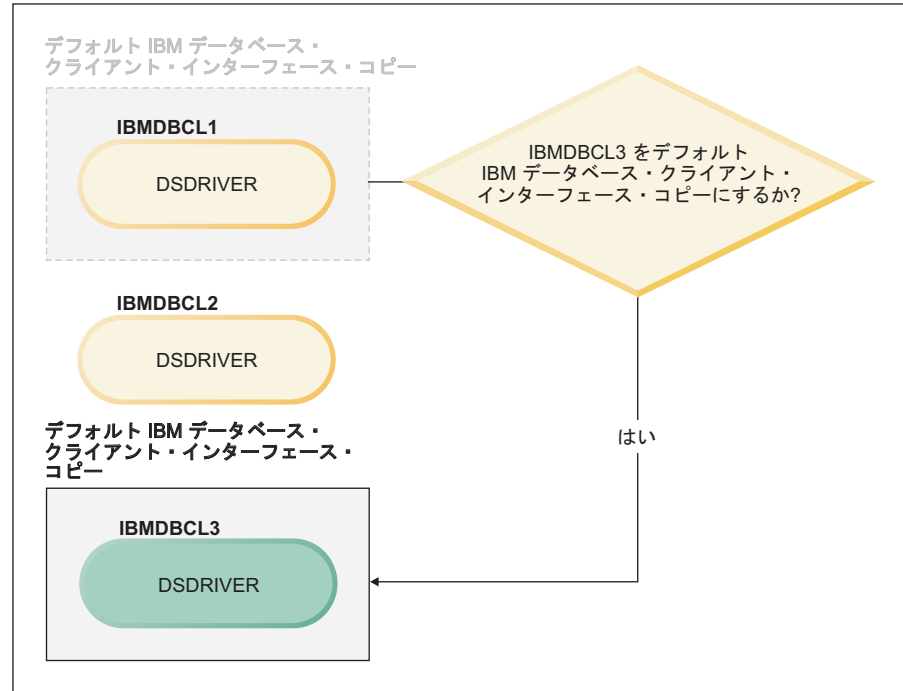 デフォルト IBM データベース・
クライアント・インターフェース・コピー
IBMDBCL1
DSDRIVER
IBMDBCL3 をデフォルト
IBM データベース・クライアント・
インターフェース・コピーにするか?
IBMDBCL2
DSDRIVER
はい
デフォルト IBM データベース・
クライアント・インターフェース・
コピー
IBMDBCL3
DSDRIVER